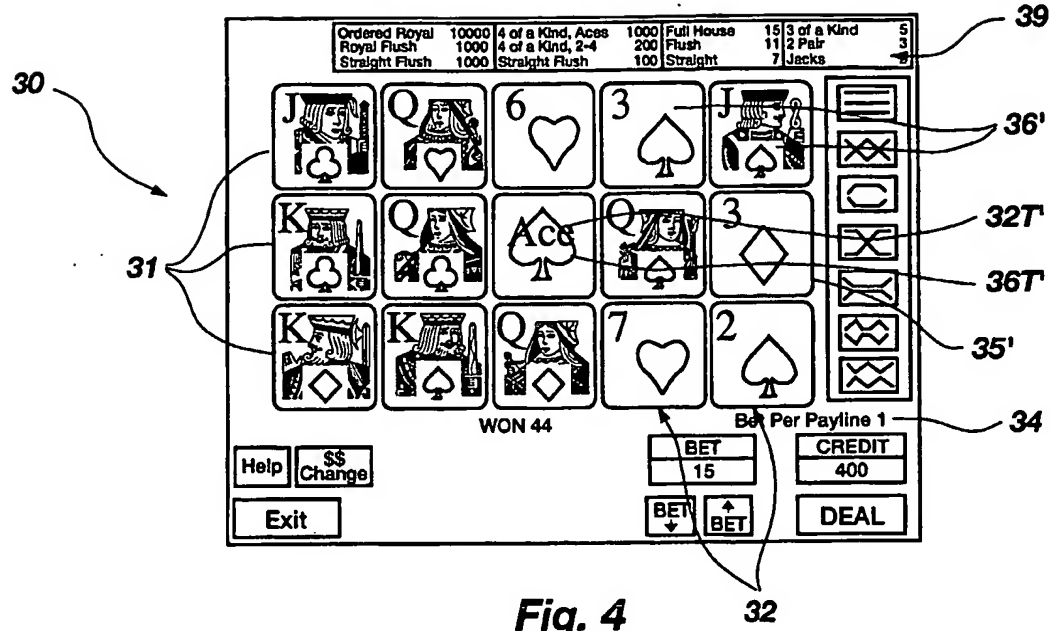 39
Ordered Royal 10000 4 of a Kind, Aces 1000 Full House 15 3 of a Kind 5
Royal Flush 1000 4 of a Kind, 2-4 200 Flush 11 2 Pair 3
Straight Flush 1000 Straight Flush 100 Straight 7 Jacks
30
J Q 6 3 J
36'
32T'
K Q Ace Q 3
31
36T'
35'
K K Q 7 2
WON 44
Bet Per Payline 1
34
Help
$$
Change
BET
15
CREDIT
400
Exit
BET
BET
DEAL
32
Fig. 4